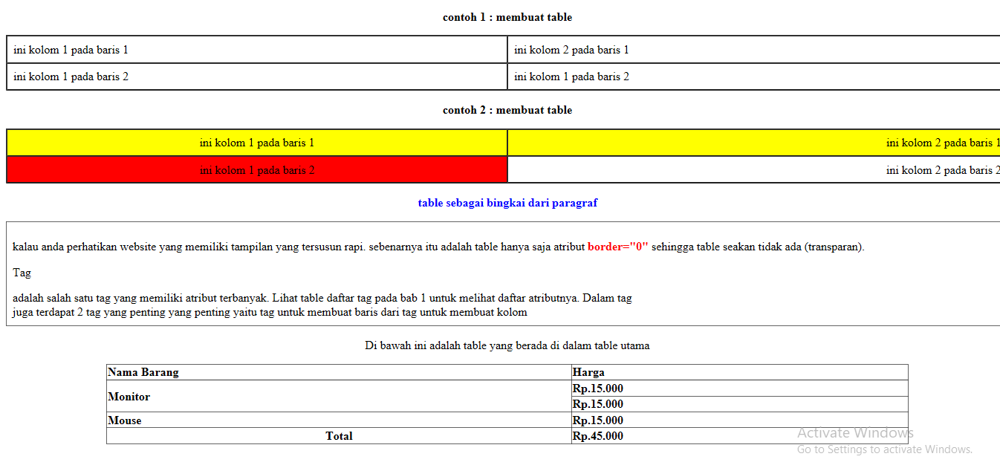 contoh 1 : membuat table
ini kolom 1 pada baris 1 ini kolom 2 pada baris 1
ini kolom 1 pada baris 2 ini kolom 1 pada baris 2
contoh 2 : membuat table
ini kolom 1 pada baris 1 ini kolom 2 pada baris 1
ini kolom 1 pada baris 2 ini kolom 2 pada baris 2
table sebagai bingkai dari paragraf
kalau anda perhatikan website yang memiliki tampilan yang tersusun rapi. sebenarnya itu adalah table hanya saja atribut border="0" sehingga table seakan tidak ada (transparan).
Tag
adalah salah satu tag yang memiliki atribut terbanyak. Lihat table daftar tag pada bab 1 untuk melihat daftar atributnya. Dalam tag
juga terdapat 2 tag yang penting yang penting yaitu tag untuk membuat baris dari tag untuk membuat kolom
Di bawah ini adalah table yang berada di dalam table utama
Nama Barang Harga
Monitor Rp.15.000
Rp.15.000
Mouse Rp.15.000
Total Rp.45.000
Activate Windows
Go to Settings to activate Windows.